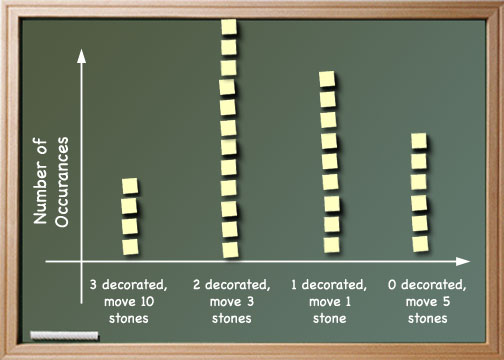 Number of
Occurances
3 decorated,
move 10
stones
2 decorated,
move 3
stones
1 decorated,
move 1
stone
0 decorated,
move 5
stones